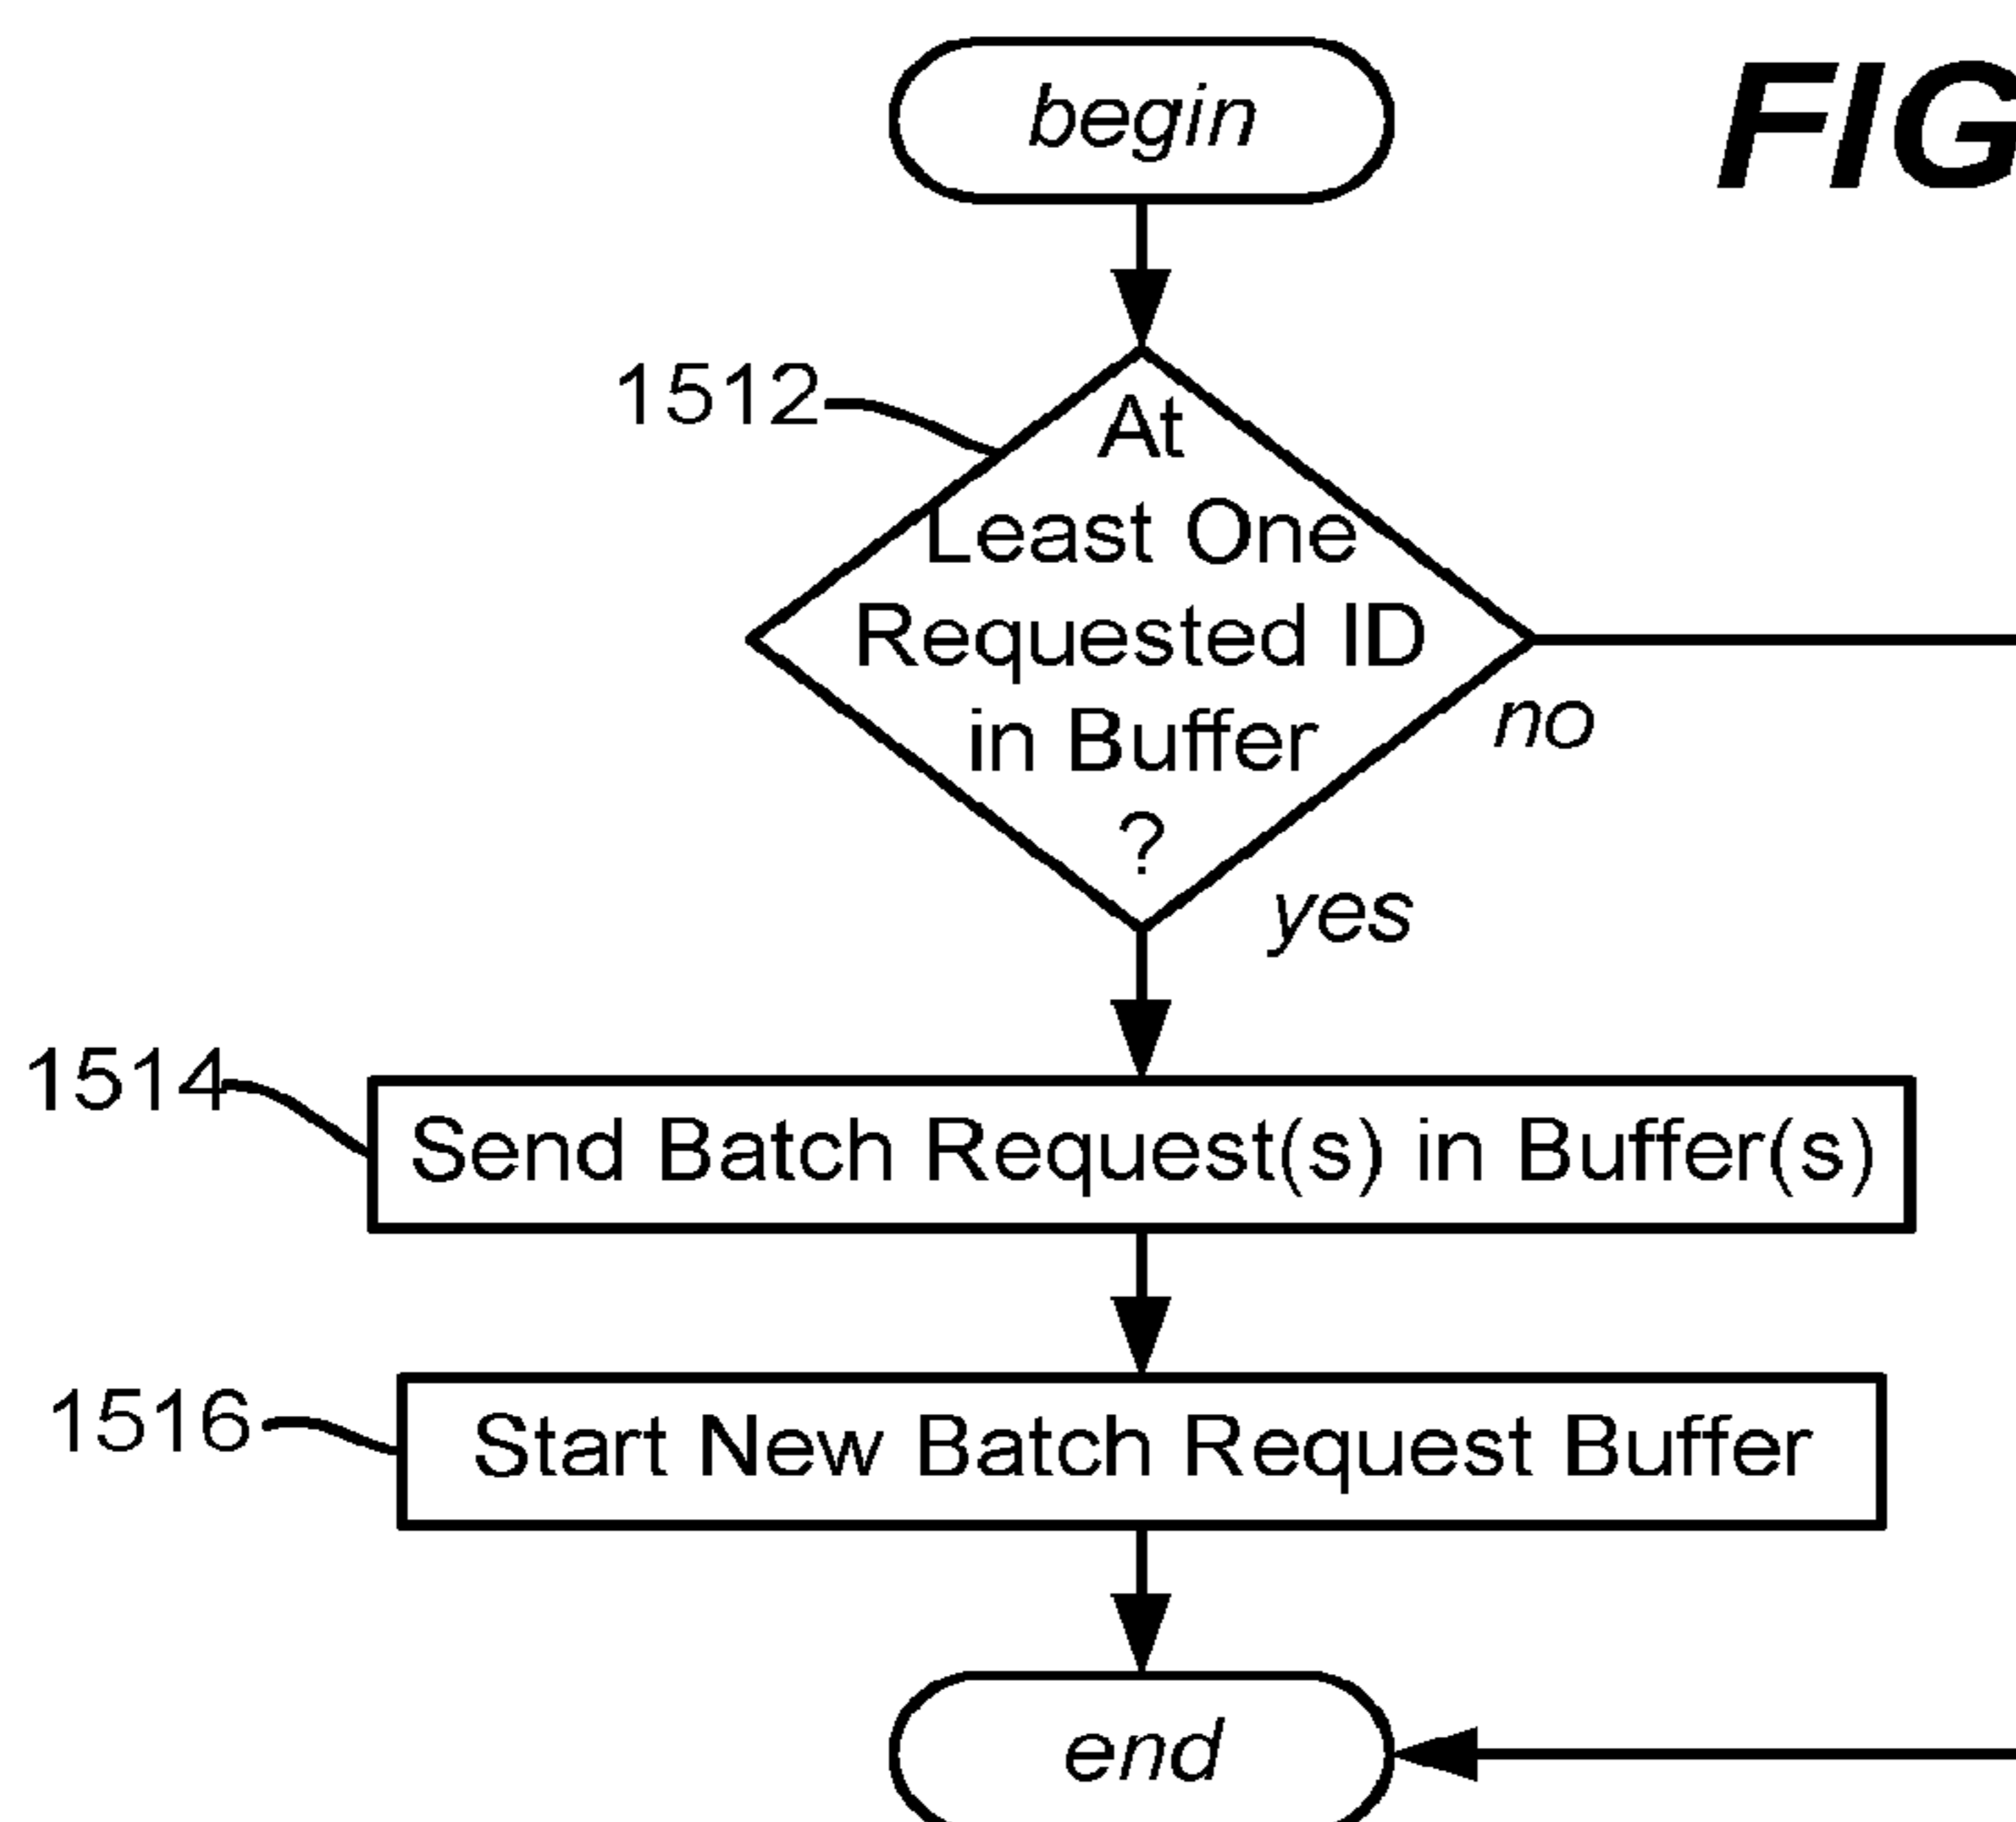 begin
FIG
1512
At
Least One
Requested ID
in Buffer
?
no
yes
1514
Send Batch Request(s) in Buffer(s)
1516
Start New Batch Request Buffer
end